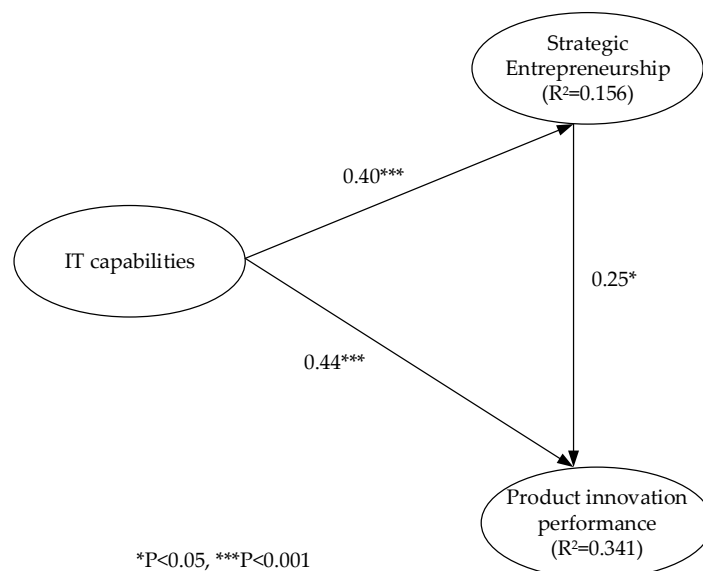 Strategic
Entrepreneurship
(R²=0.156)
0.40***
IT capabilities
0.25*
0.44***
Product innovation
performance
(R²=0.341)
*P<0.05, ***P<0.001